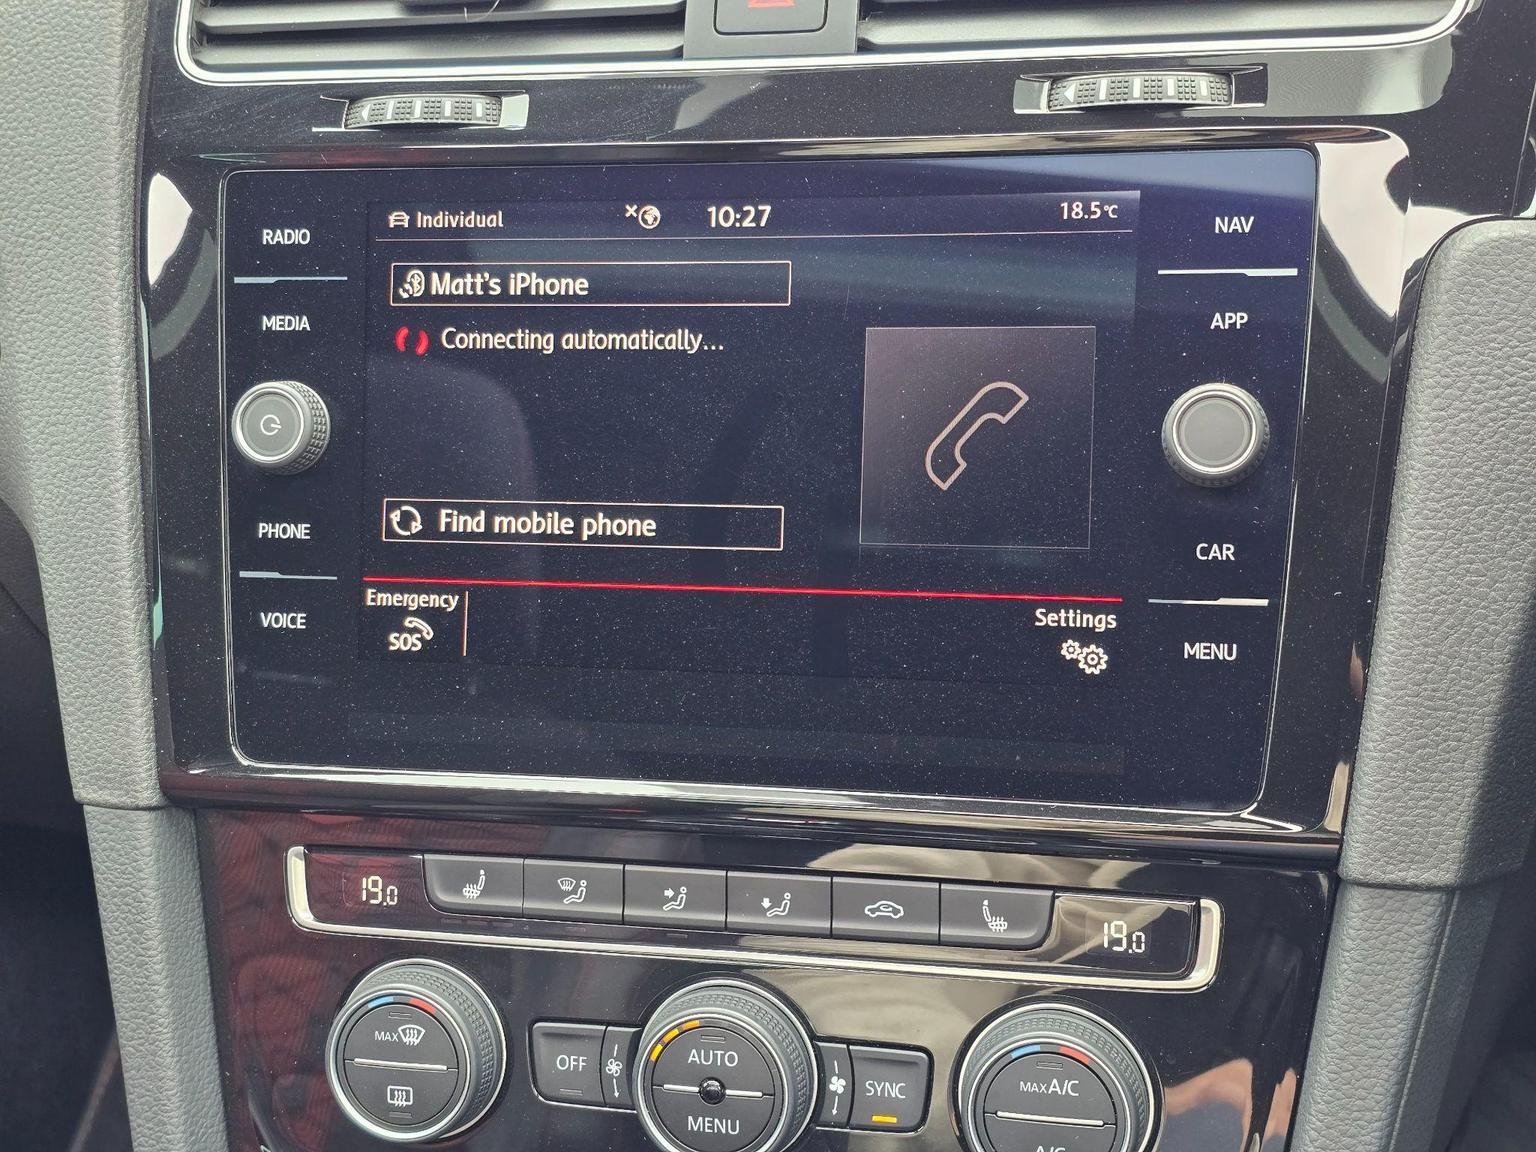 RADIO
MEDIA
PHONE
VOICE
Individual
10:27
18.5°C
Matt's iPhone
Connecting automatically...
Find mobile phone
Emergency
SOS
Settings
NAV
APP
CAR
MENU
19.0
19.0
MAX
OFF
AUTO
MENU
SYNC
MAX A/C
A/C